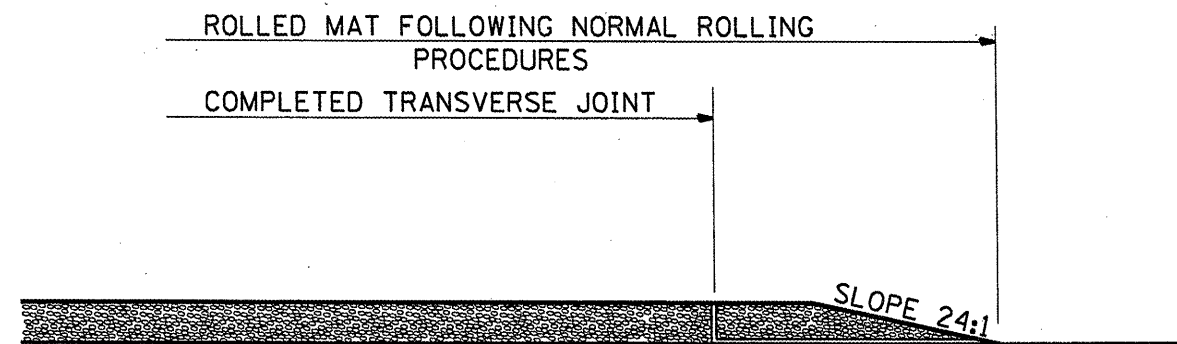 ROLLED MAT FOLLOWING NORMAL ROLLING
PROCEDURES
COMPLETED TRANSVERSE JOINT
SLOPE 24:1